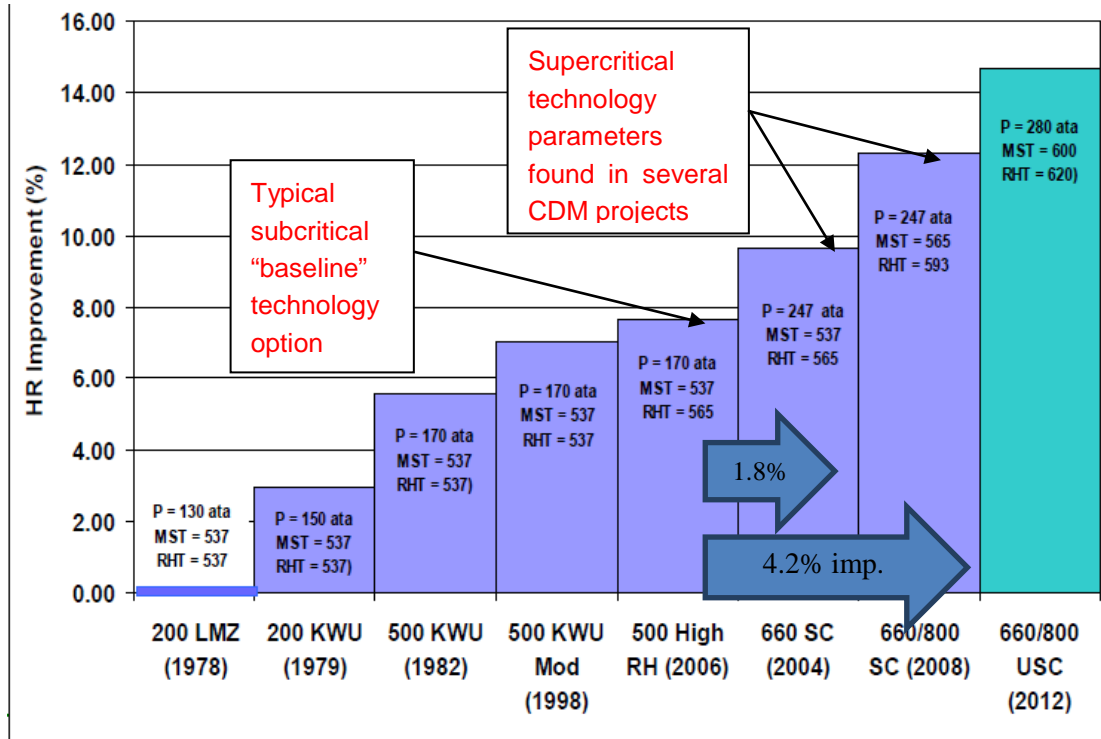 16.00
14.00
12.00
10.00
8.00
6.00
4.00
2.00
0.00
HR Improvement (%)
Typical
subcritical
“baseline”
technology
option
Supercritical
technology
parameters
found in several
CDM projects
P = 130 ata
MST = 537
RHT = 537
P = 150 ata
MST = 537
RHT = 537)
P = 170 ata
MST = 537
RHT = 537)
P = 170 ata
MST = 537
RHT = 537
P = 170 ata
MST = 537
RHT = 565
P = 247 ata
MST = 537
RHT = 565
P = 247 ata
MST = 565
RHT = 593
P = 280 ata
MST = 600
RHT = 620)
1.8%
4.2% imp.
200 LMZ
(1978)
200 KWU
(1979)
500 KWU
(1982)
500 KWU
Mod
(1998)
500 High
RH (2006)
660 SC
(2004)
660/800
SC (2008)
660/800
USC
(2012)